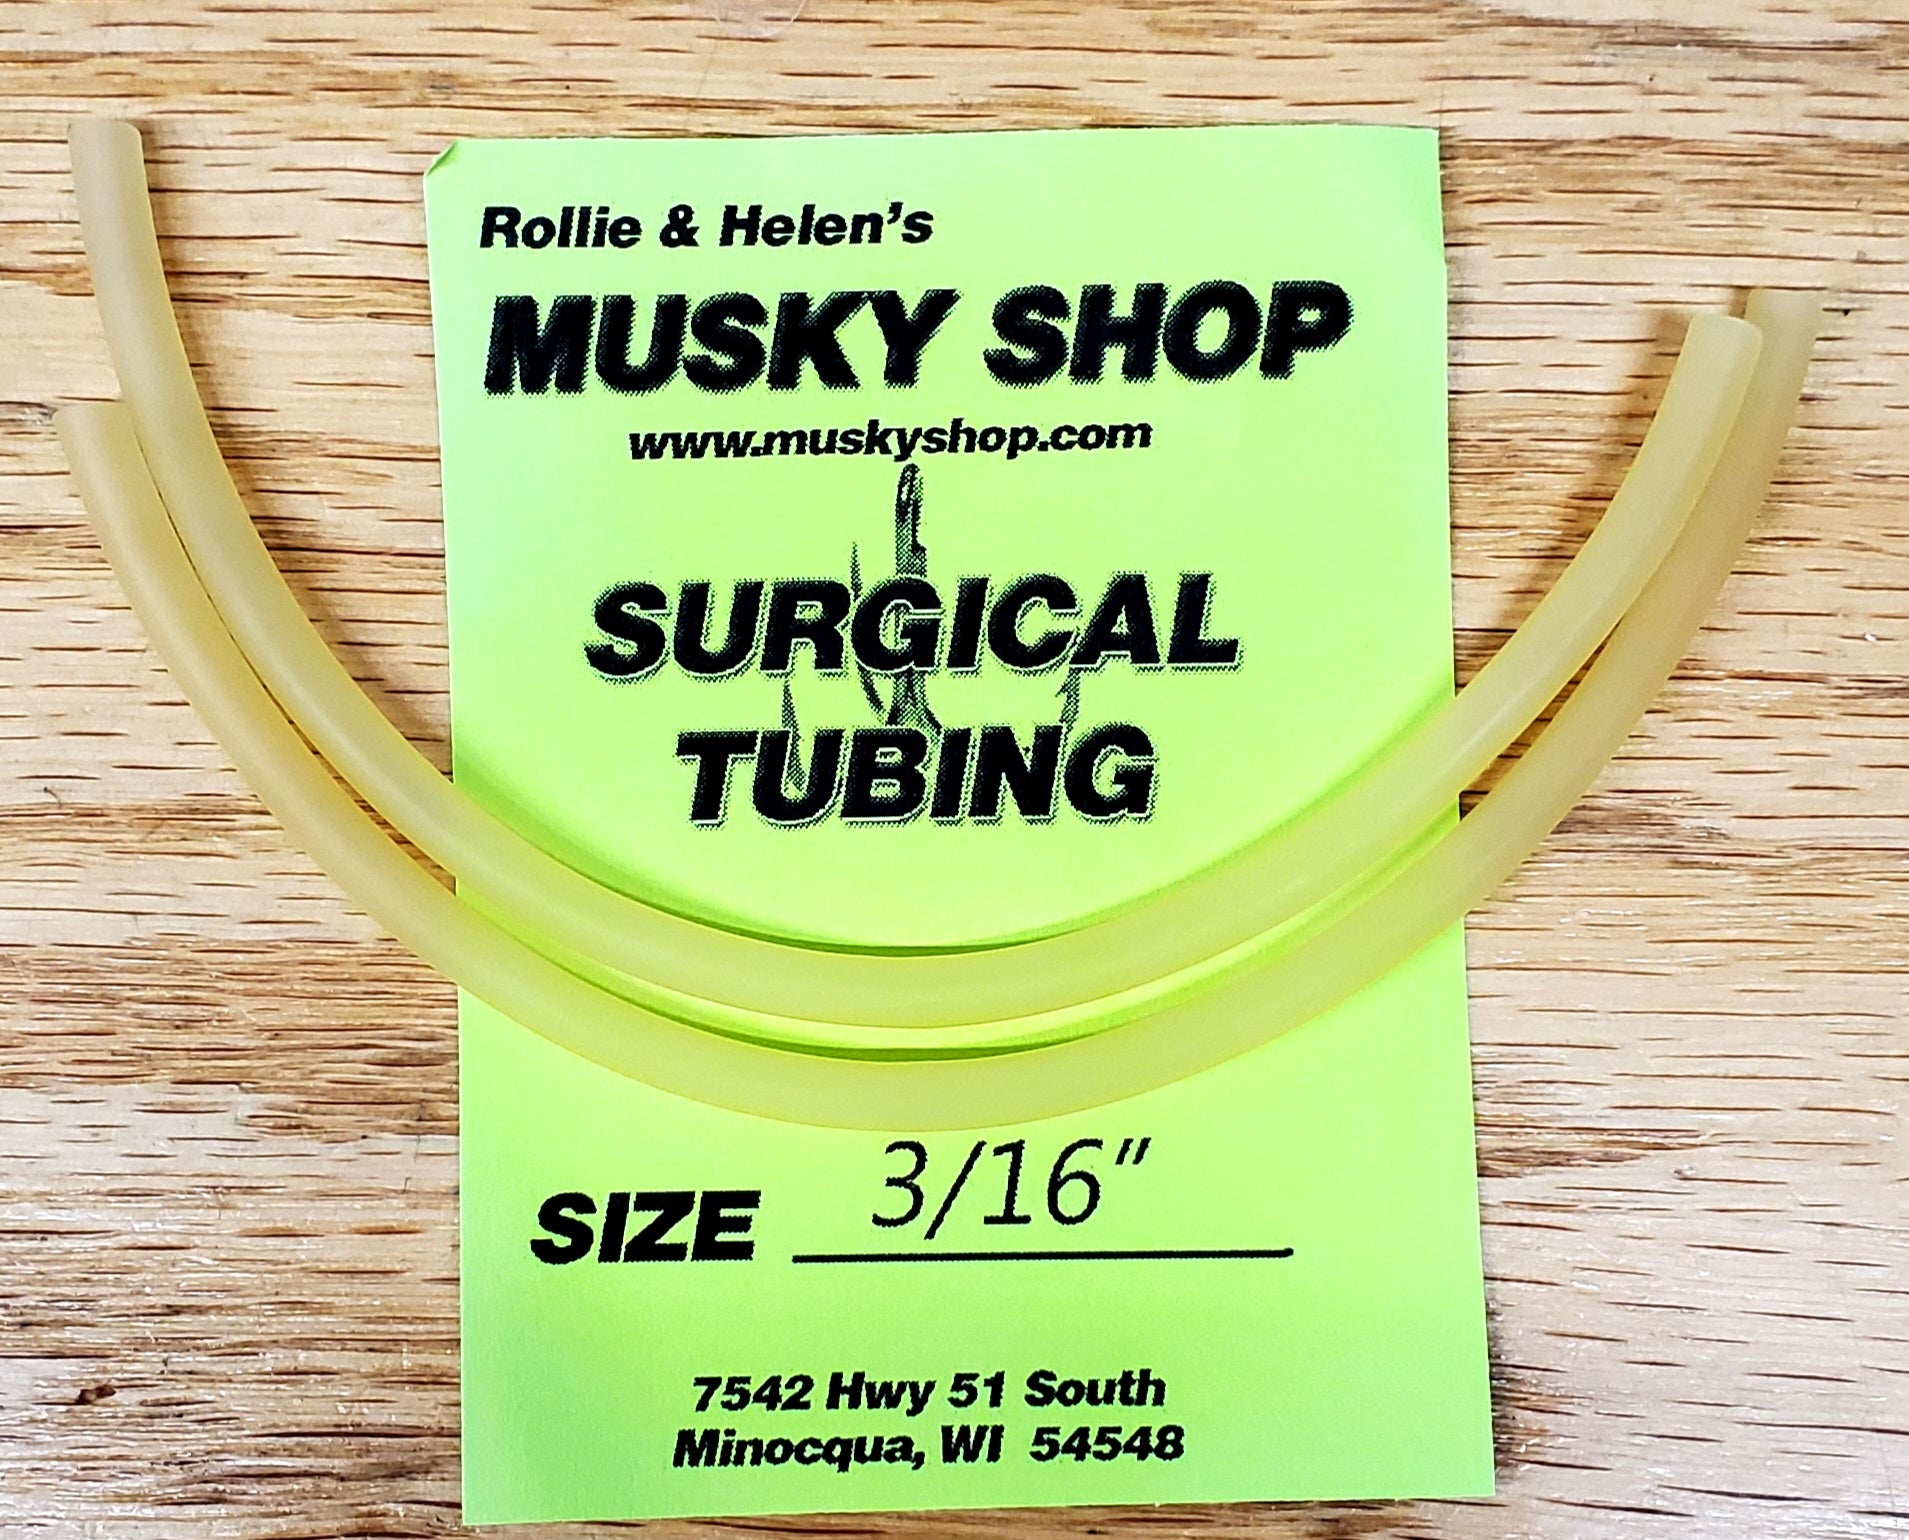 Rollie & Helen's
MUSKY SHOP
www.muskyshop.com
SURGICAL
TUBING
SIZE 3/16"
7542 Hwy 51 South
Minocqua, WI 54548